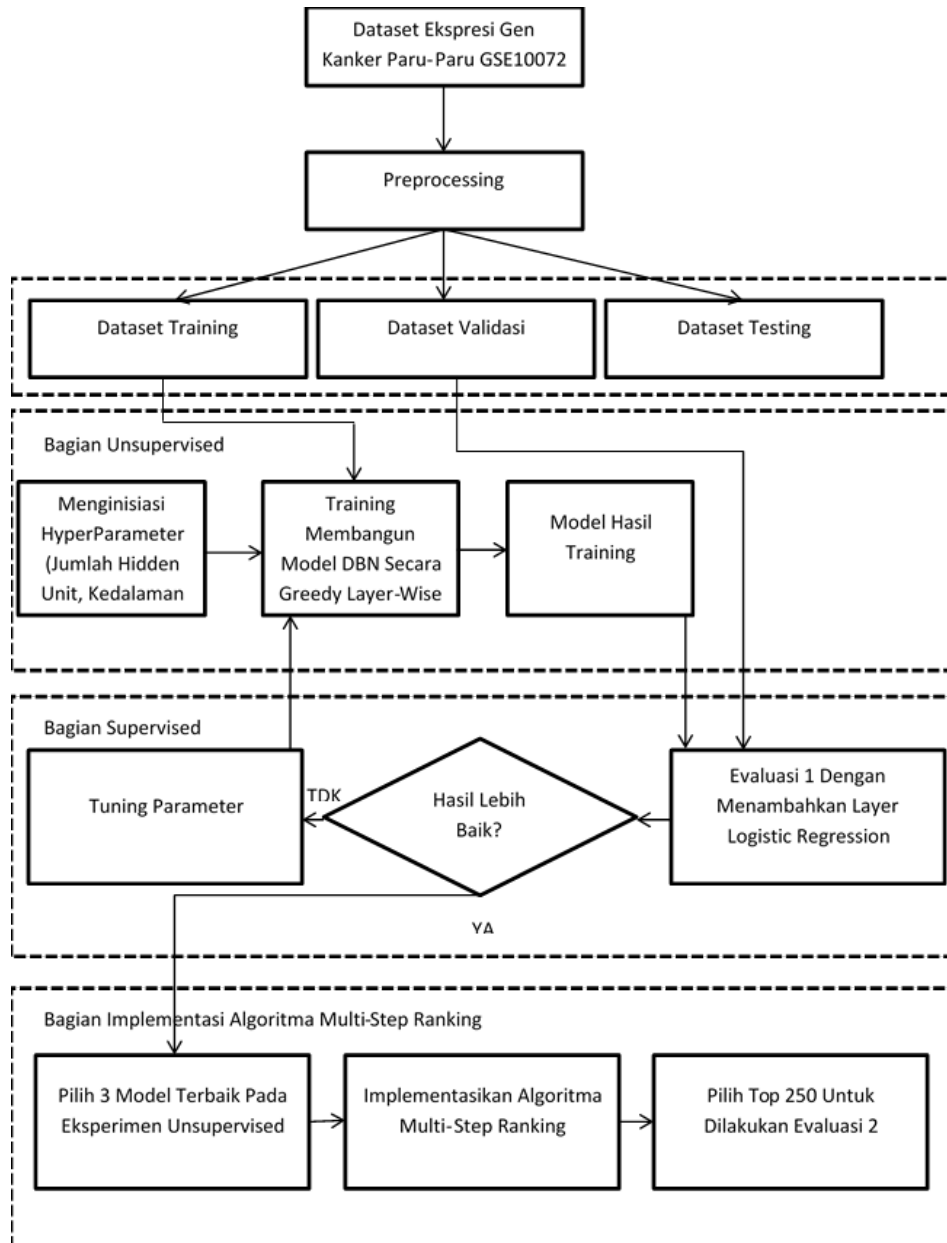 Dataset Ekspresi Gen
Kanker Paru-Paru GSE10072
Preprocessing
Dataset Training
Dataset Validasi
Dataset Testing
Bagian Unsupervised
Menginisiasi
HyperParameter
(Jumlah Hidden
Unit, Kedalaman
Training
Membangun
Model DBN Secara
Greedy Layer-Wise
Model Hasil
Training
Bagian Supervised
Tuning Parameter
TDK
Hasil Lebih
Baik?
Evaluasi 1 Dengan
Menambahkan Layer
Logistic Regression
YA
Bagian Implementasi Algoritma Multi-Step Ranking
Pilih 3 Model Terbaik Pada
Eksperimen Unsupervised
Implementasikan Algoritma
Multi-Step Ranking
Pilih Top 250 Untuk
Dilakukan Evaluasi 2